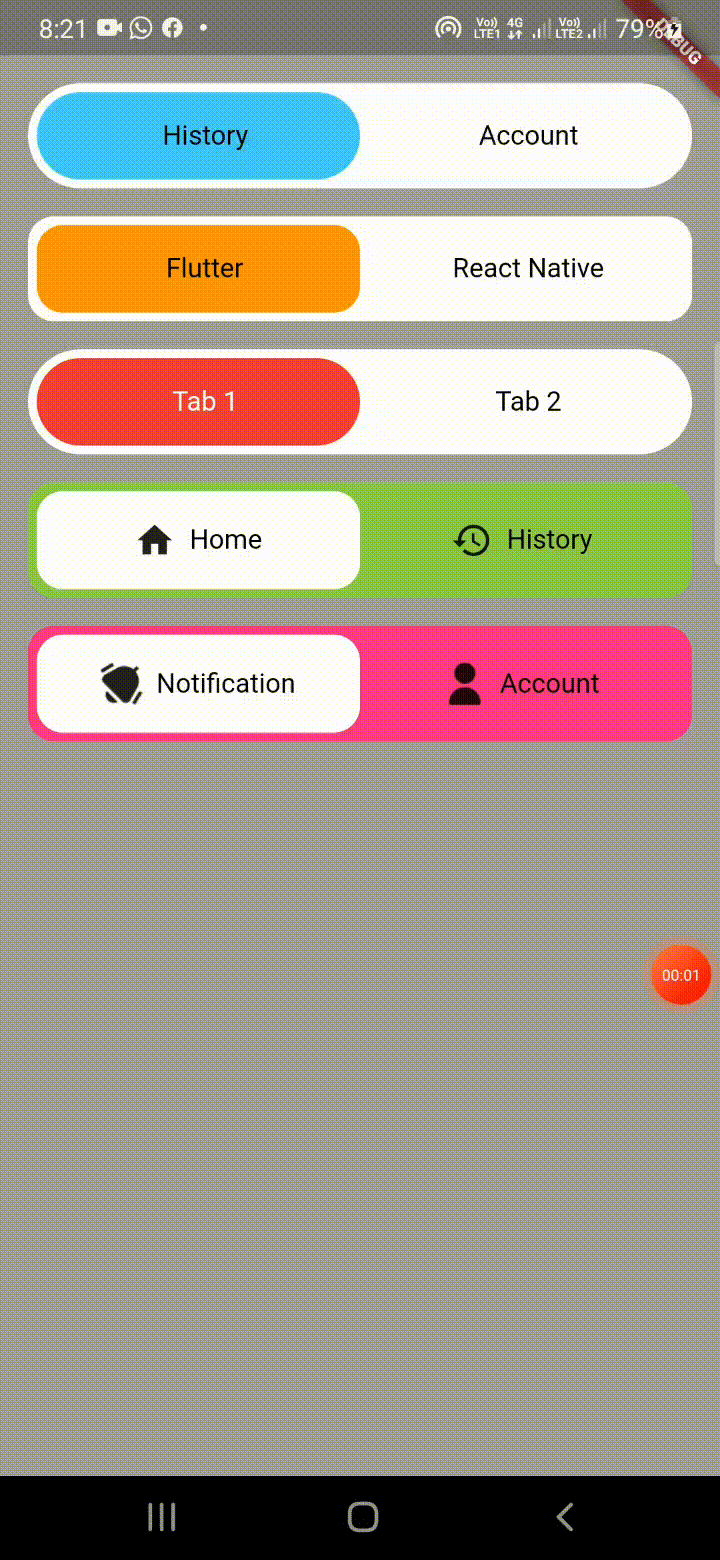 8:21 Vo)) LTE1 4G Vo)) LTE2 79%
DEBUG
History Account
Flutter React Native
Tab 1 Tab 2
Home History
Notification Account
00:01